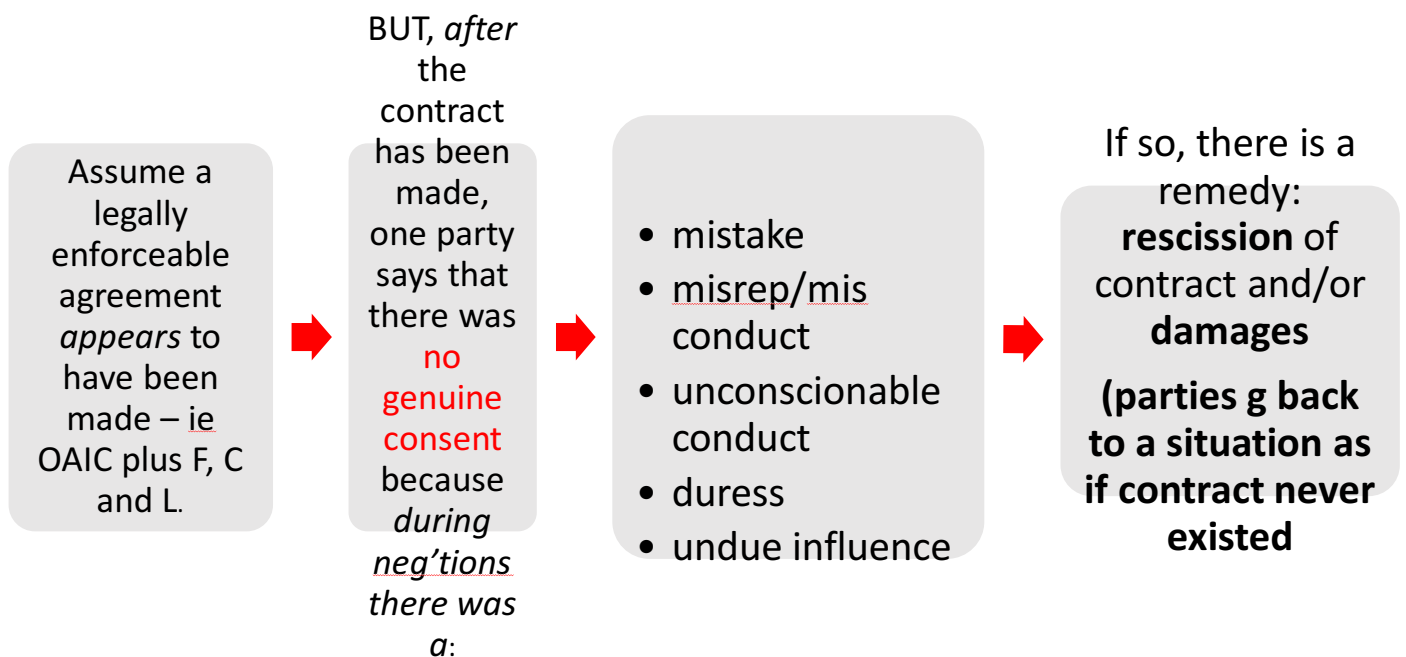 Assume a
legally
enforceable
agreement
appears to
have been
made – ie
OAIC plus F, C
and L.
BUT, after
the
contract
has been
made,
one party
says that
there was
no
genuine
consent
because
during
neg’tions
there was
a:
• mistake
• misrep/mis
conduct
• unconscionable
conduct
• duress
• undue influence
If so, there is a
remedy:
rescission of
contract and/or
damages
(parties g back
to a situation as
if contract never
existed